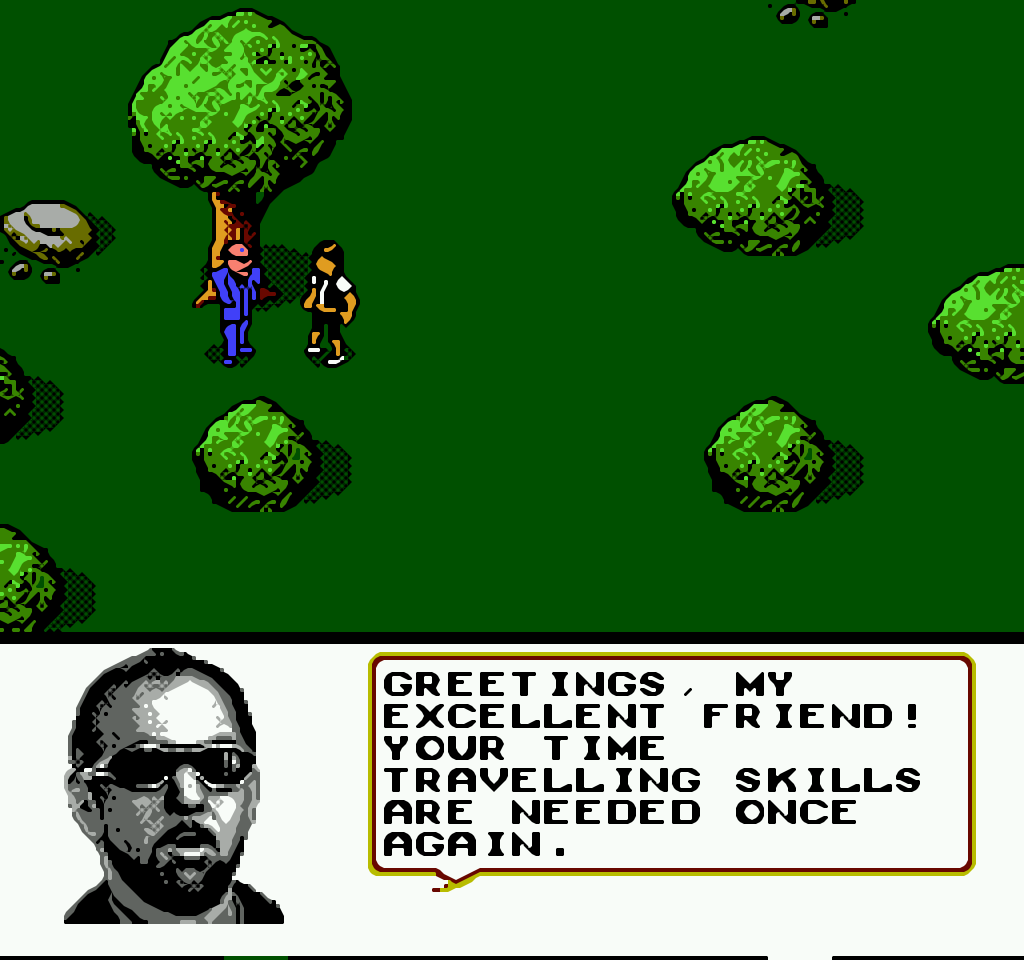 GREETINGS, MY
EXCELLENT FRIEND!
YOUR TIME
TRAVELLING SKILLS
ARE NEEDED ONCE
AGAIN.